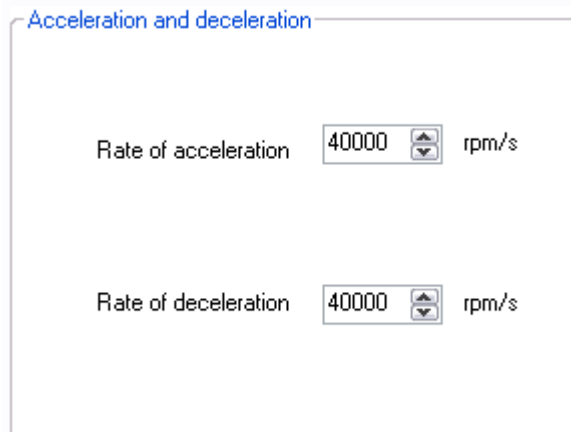 Acceleration and deceleration
Rate of acceleration 40000 rpm/s
Rate of deceleration 40000 rpm/s